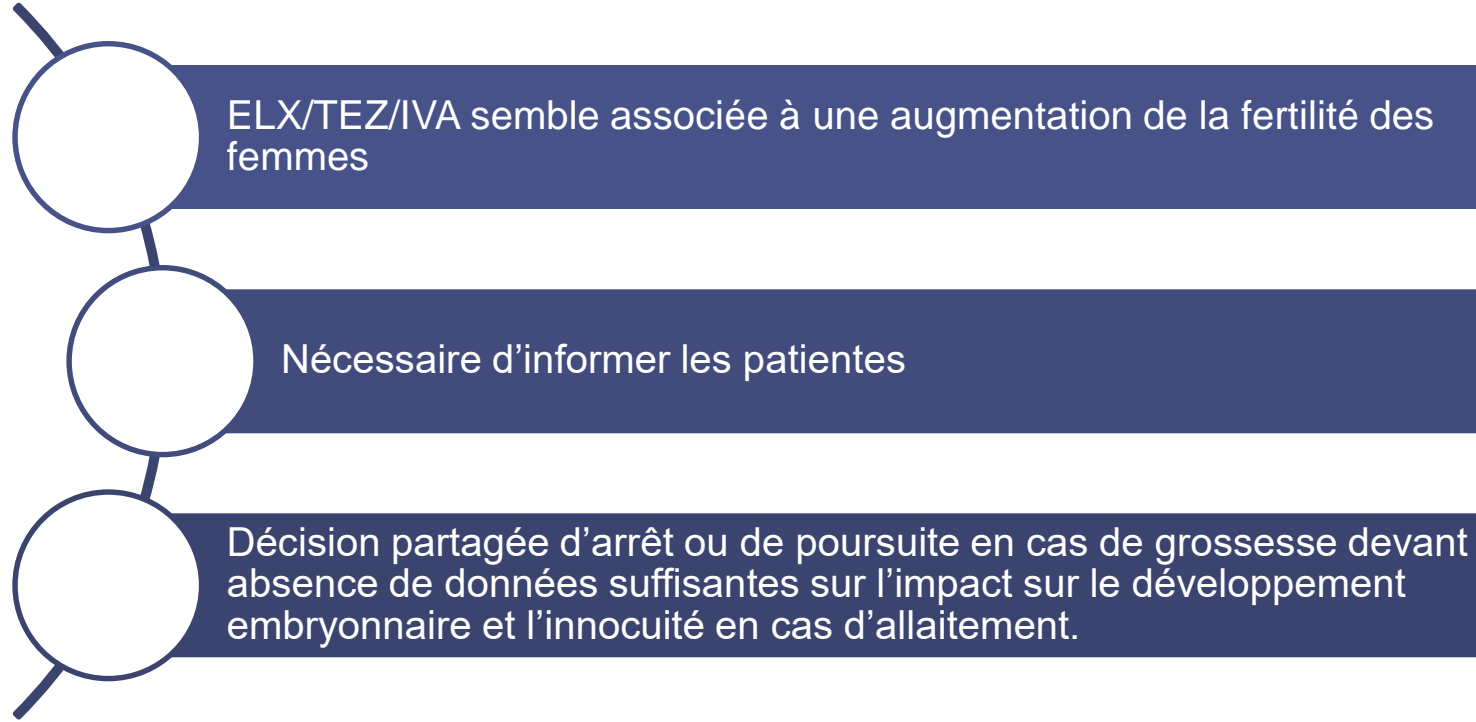 ELX/TEZ/IVA semble associée à une augmentation de la fertilité des
femmes
Nécessaire d’informer les patientes
Décision partagée d’arrêt ou de poursuite en cas de grossesse devant
absence de données suffisantes sur l’impact sur le développement
embryonnaire et l’innocuité en cas d’allaitement.